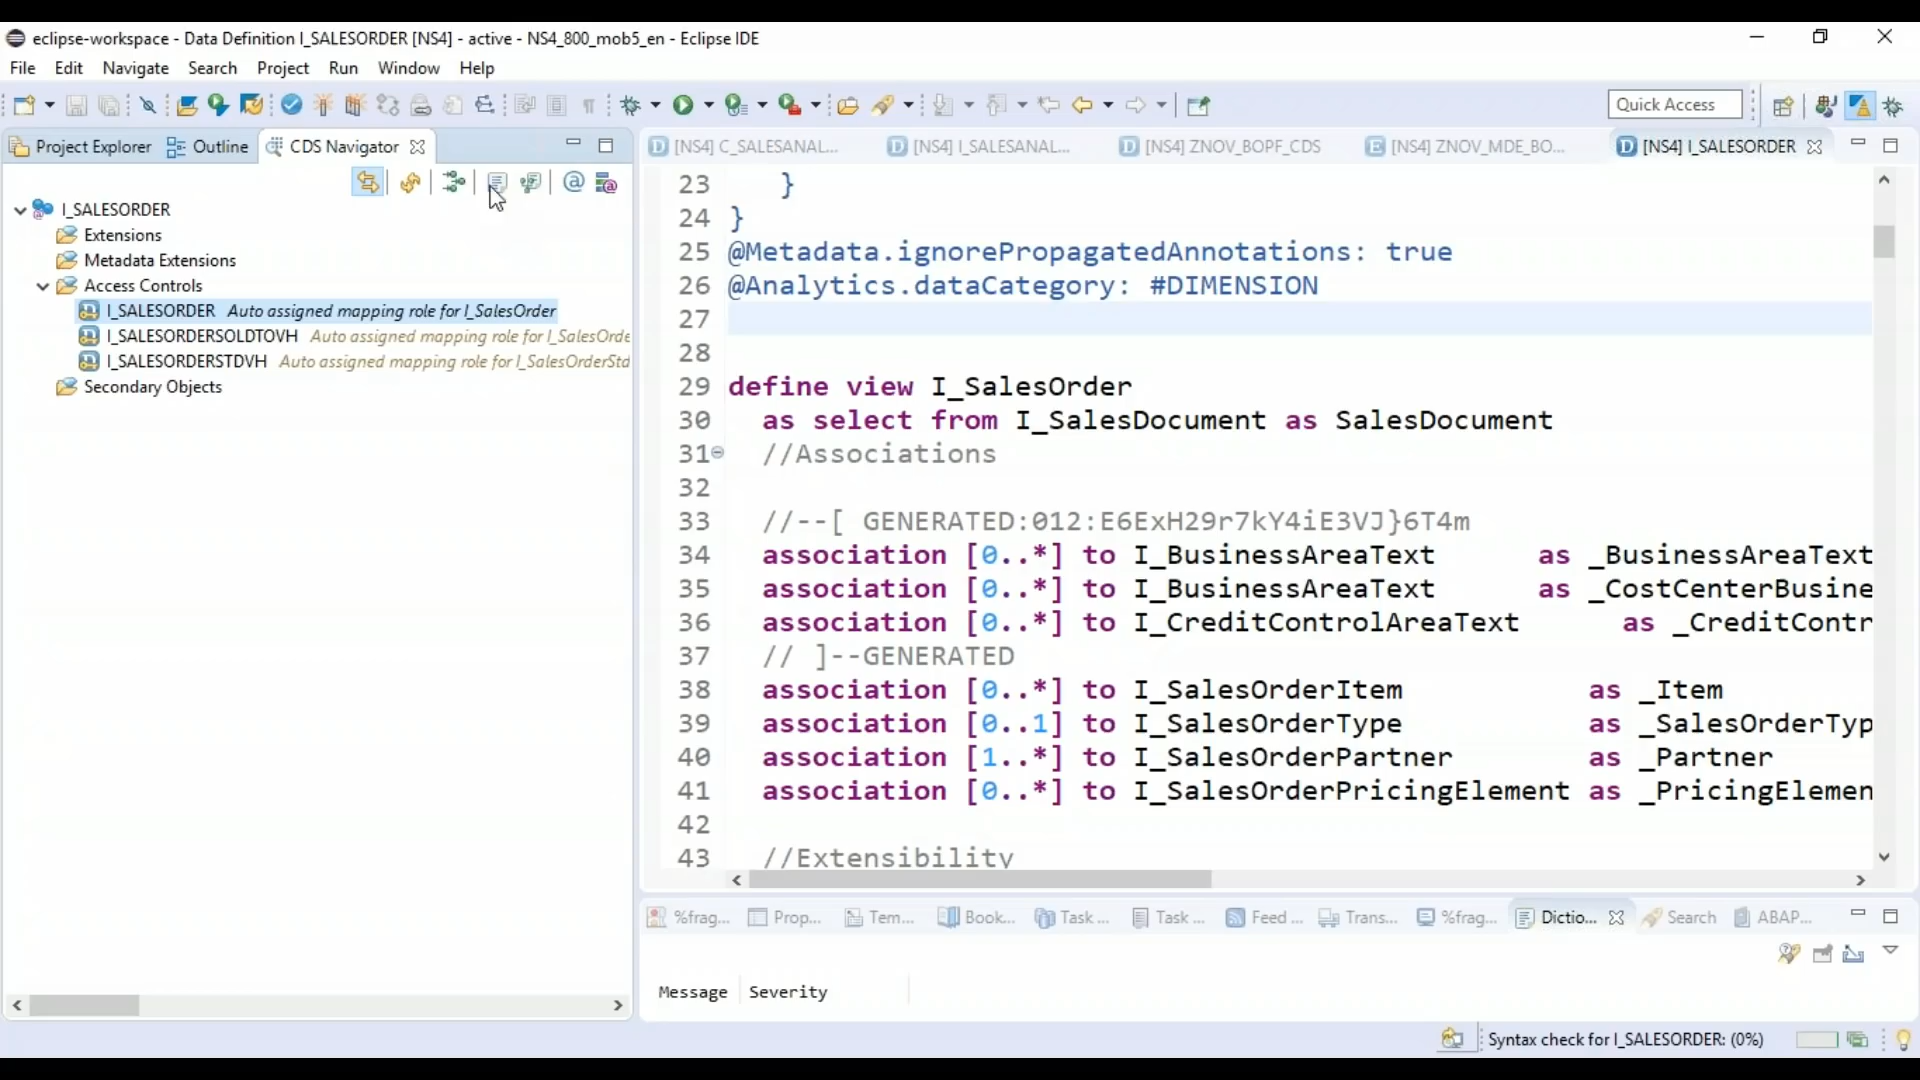 eclipse-workspace - Data Definition I_SALESORDER [NS4] - active - NS4_800_mob5_en - Eclipse IDE
File Edit Navigate Search Project Run Window Help
Quick Access
Project Explorer Outline CDS Navigator
[NS4] C_SALESANAL... [NS4] I_SALESANAL... [NS4] ZNOV_BOPF_CDS [NS4] ZNOV_MDE_BO... [NS4] I_SALESORDER
I_SALESORDER
Extensions
Metadata Extensions
Access Controls
I_SALESORDER Auto assigned mapping role for I_SalesOrder
I_SALESORDERSOLDTOVH Auto assigned mapping role for I_SalesOrde
I_SALESORDERSTDVH Auto assigned mapping role for I_SalesOrderStd
Secondary Objects
23 }
24 }
25 @Metadata.ignorePropagatedAnnotations: true
26 @Analytics.dataCategory: #DIMENSION
27
28
29 define view I_SalesOrder
30 as select from I_SalesDocument as SalesDocument
31 //Associations
32
33 //--[ GENERATED:012:E6ExH29r7kY4iE3VJ}6T4m
34 association [0..*] to I_BusinessAreaText as _BusinessAreaText
35 association [0..*] to I_BusinessAreaText as _CostCenterBusine
36 association [0..*] to I_CreditControlAreaText as _CreditContr
37 // ]--GENERATED
38 association [0..*] to I_SalesOrderItem as _Item
39 association [0..1] to I_SalesOrderType as _SalesOrderTyp
40 association [1..*] to I_SalesOrderPartner as _Partner
41 association [0..*] to I_SalesOrderPricingElement as _PricingElemen
42
43 //Extensibility
%frag... Prop... Tem... Book... Task ... Task ... Feed ... Trans... %frag... Dictio... Search ABAP...
Message Severity
Syntax check for I_SALESORDER: (0%)